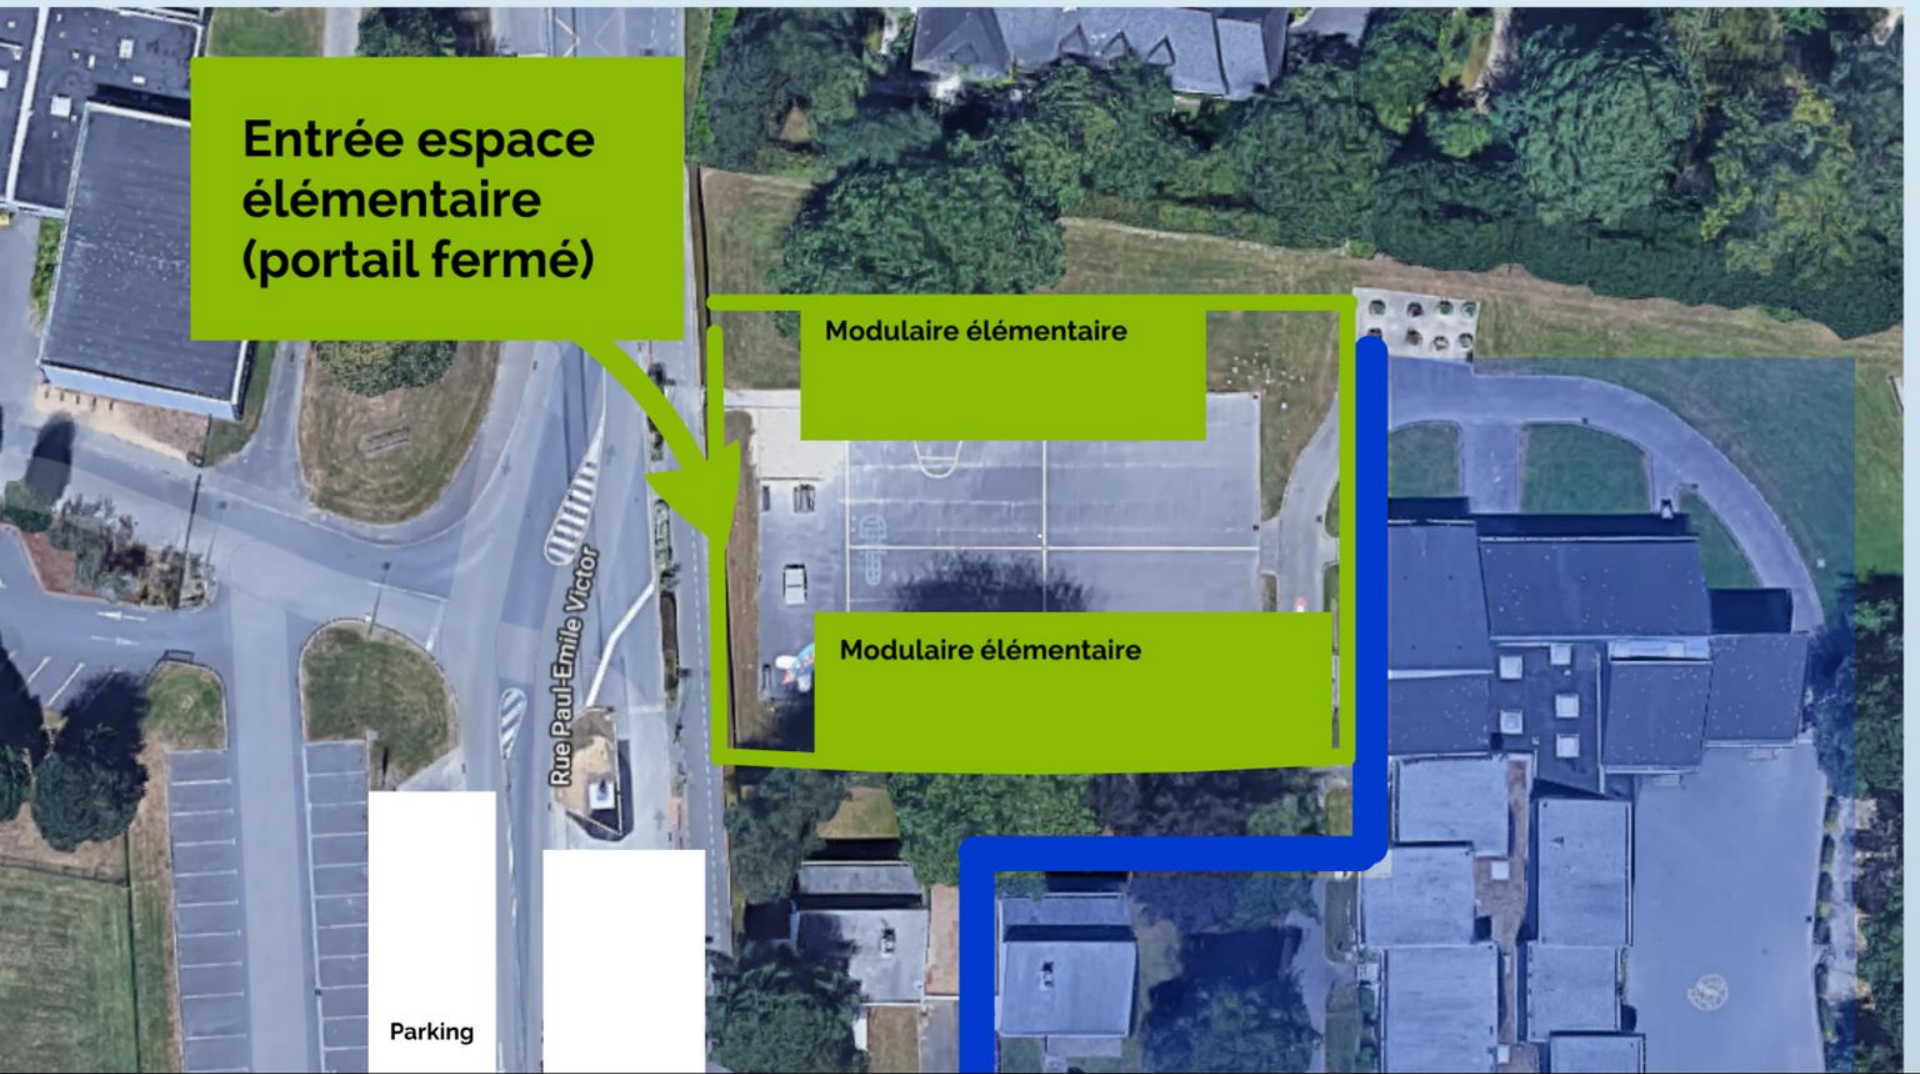 Entrée espace
élémentaire
(portail fermé)
Modulaire élémentaire
Modulaire élémentaire
Rue Paul-Emile Victor
Parking